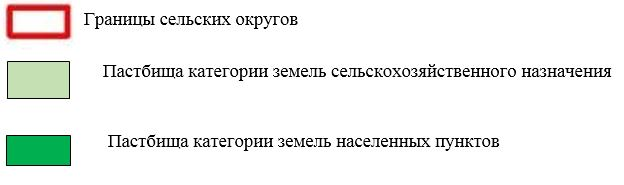 Границы сельских округов
Пастбища категории земель сельскохозяйственного назначения
Пастбища категории земель населенных пунктов